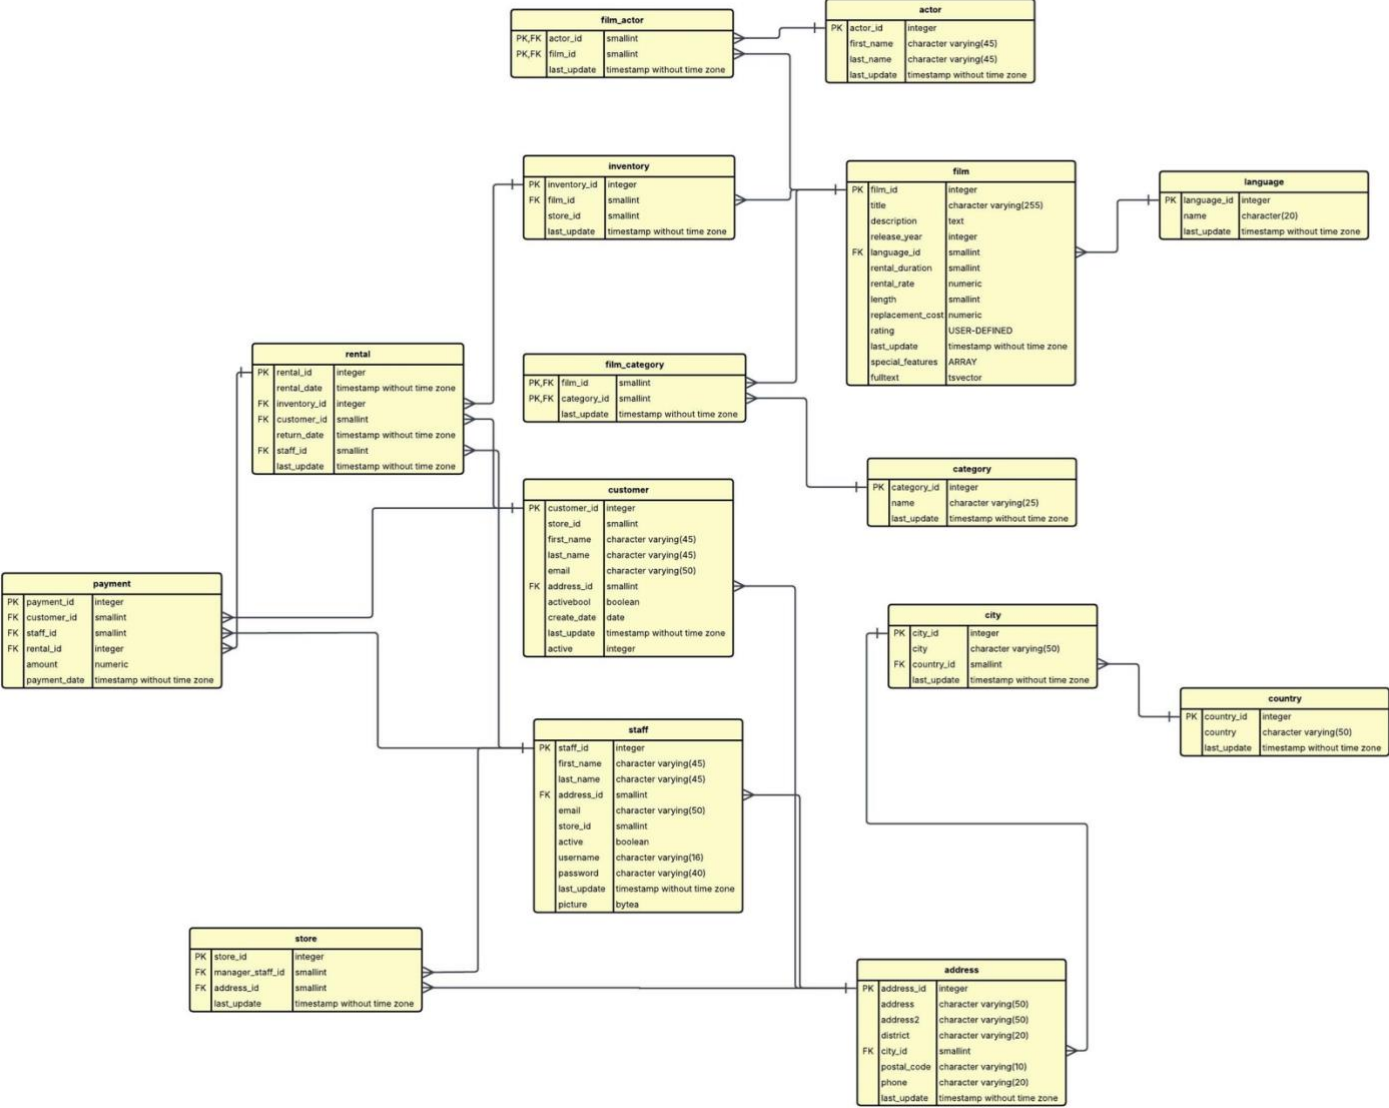 film_actor
PK,FK actor_id smallint
PK,FK film_id smallint
last_update timestamp without time zone
actor
PK actor_id integer
first_name character varying(45)
last_name character varying(45)
last_update timestamp without time zone
inventory
PK inventory_id integer
FK film_id smallint
store_id smallint
last_update timestamp without time zone
film
PK film_id integer
title character varying(255)
description text
release_year integer
FK language_id smallint
rental_duration smallint
rental_rate numeric
length smallint
replacement_cost numeric
rating USER-DEFINED
last_update timestamp without time zone
special_features ARRAY
fulltext tsvector
language
PK language_id integer
name character(20)
last_update timestamp without time zone
rental
PK rental_id integer
rental_date timestamp without time zone
FK inventory_id integer
FK customer_id smallint
return_date timestamp without time zone
FK staff_id smallint
last_update timestamp without time zone
film_category
PK,FK film_id smallint
PK,FK category_id smallint
last_update timestamp without time zone
category
PK category_id integer
name character varying(25)
last_update timestamp without time zone
customer
PK customer_id integer
store_id smallint
first_name character varying(45)
last_name character varying(45)
email character varying(50)
FK address_id smallint
activebool boolean
create_date date
last_update timestamp without time zone
active integer
payment
PK payment_id integer
FK customer_id smallint
FK staff_id smallint
FK rental_id integer
amount numeric
payment_date timestamp without time zone
city
PK city_id integer
city character varying(50)
FK country_id smallint
last_update timestamp without time zone
country
PK country_id integer
country character varying(50)
last_update timestamp without time zone
staff
PK staff_id integer
first_name character varying(45)
last_name character varying(45)
FK address_id smallint
email character varying(50)
store_id smallint
active boolean
username character varying(16)
password character varying(40)
last_update timestamp without time zone
picture bytea
store
PK store_id integer
FK manager_staff_id smallint
FK address_id smallint
last_update timestamp without time zone
address
PK address_id integer
address character varying(50)
address2 character varying(50)
district character varying(20)
FK city_id smallint
postal_code character varying(10)
phone character varying(20)
last_update timestamp without time zone